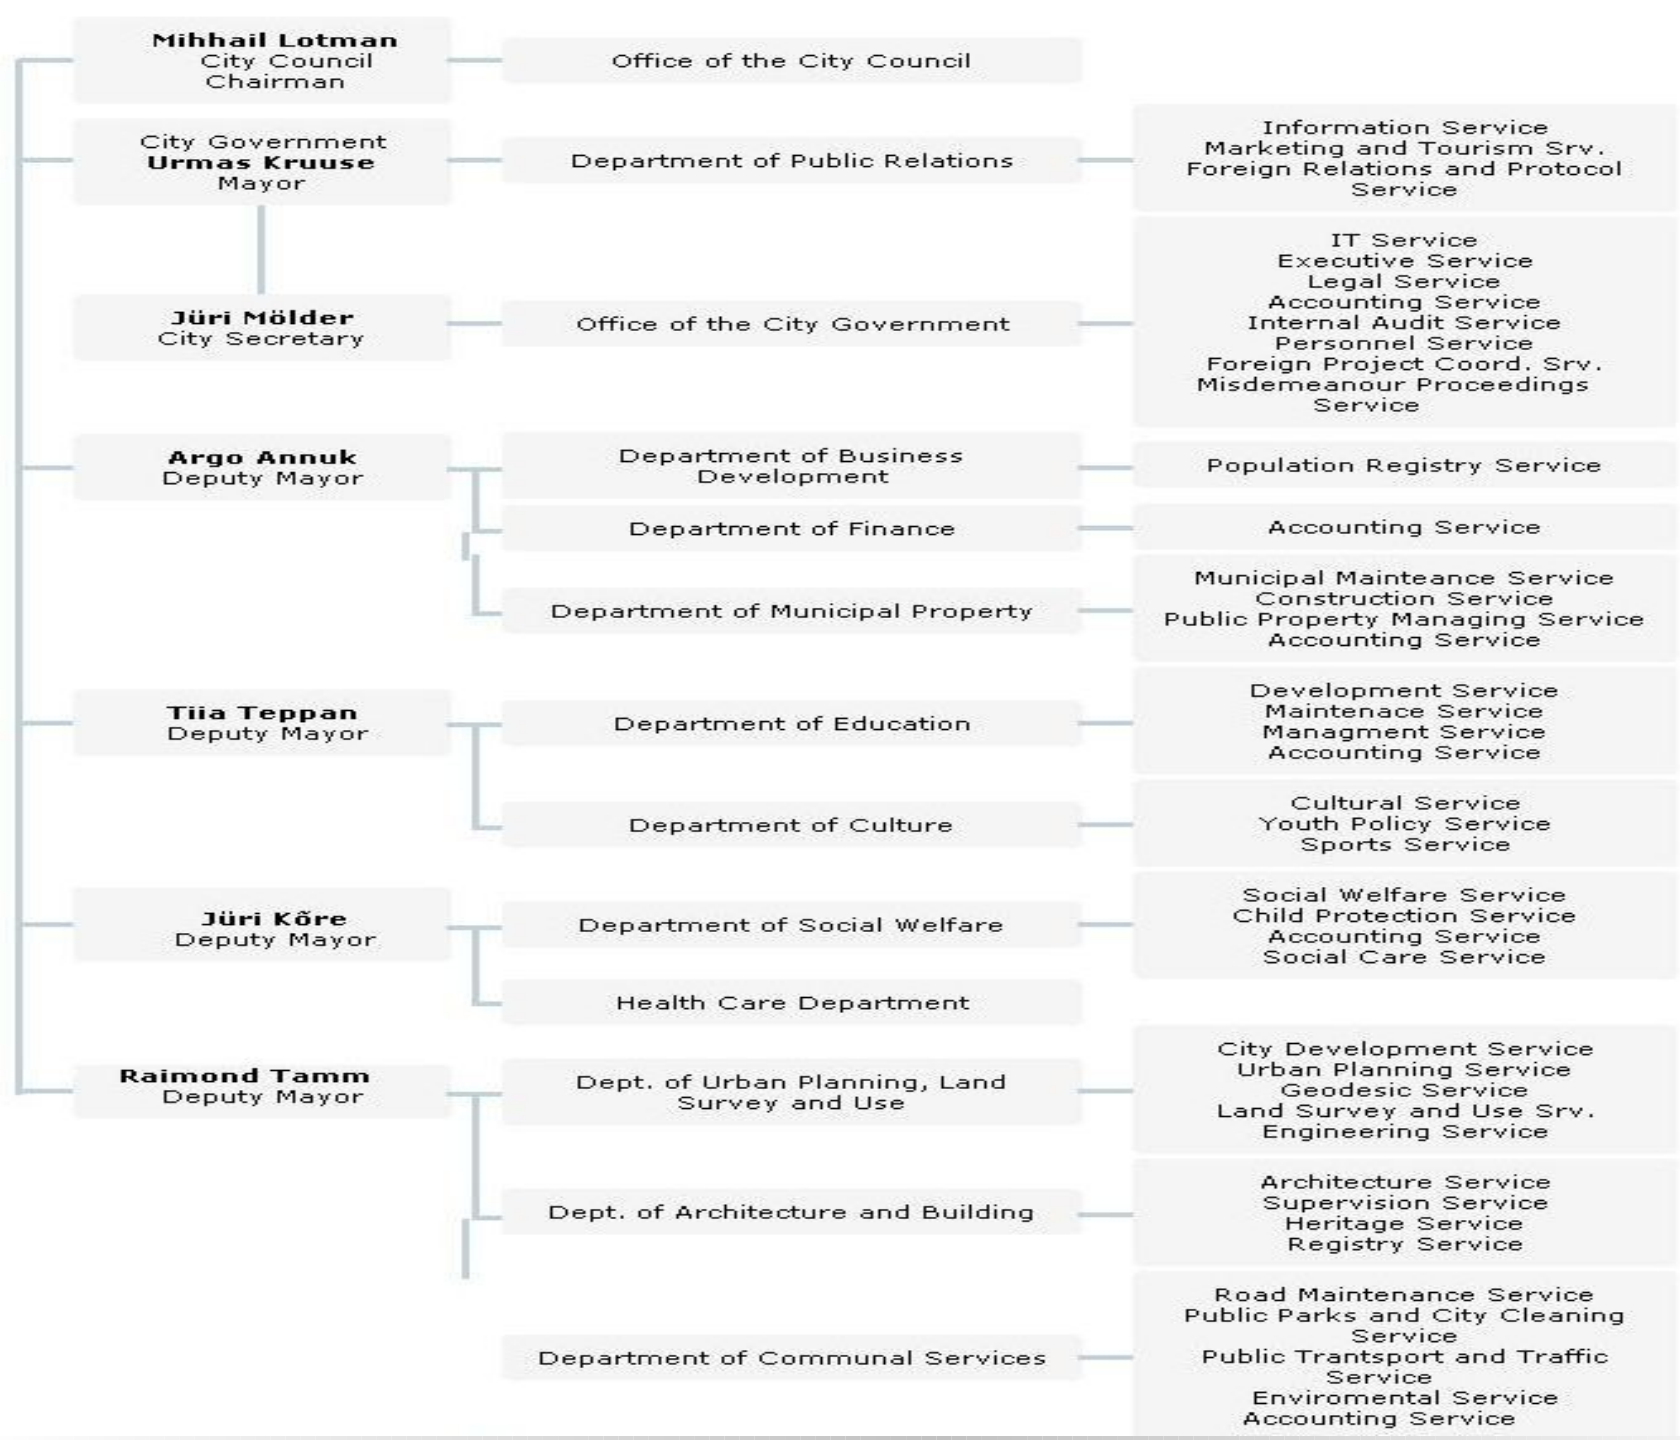 Mihhail Lotman
City Council
Chairman
Office of the City Council
City Government
Urmas Kruuse
Mayor
Department of Public Relations
Information Service
Marketing and Tourism Srv.
Foreign Relations and Protocol
Service
Jüri Mölder
City Secretary
Office of the City Government
IT Service
Executive Service
Legal Service
Accounting Service
Internal Audit Service
Personnel Service
Foreign Project Coord. Srv.
Misdemeanour Proceedings
Service
Argo Annuk
Deputy Mayor
Department of Business
Development
Population Registry Service
Department of Finance
Accounting Service
Department of Municipal Property
Municipal Mainteance Service
Construction Service
Public Property Managing Service
Accounting Service
Tiia Teppan
Deputy Mayor
Department of Education
Development Service
Maintenace Service
Managment Service
Accounting Service
Department of Culture
Cultural Service
Youth Policy Service
Sports Service
Jüri Kõre
Deputy Mayor
Department of Social Welfare
Social Welfare Service
Child Protection Service
Accounting Service
Social Care Service
Health Care Department
Raimond Tamm
Deputy Mayor
Dept. of Urban Planning, Land
Survey and Use
City Development Service
Urban Planning Service
Geodesic Service
Land Survey and Use Srv.
Engineering Service
Dept. of Architecture and Building
Architecture Service
Supervision Service
Heritage Service
Registry Service
Department of Communal Services
Road Maintenance Service
Public Parks and City Cleaning
Service
Public Trantsport and Traffic
Service
Enviromental Service
Accounting Service